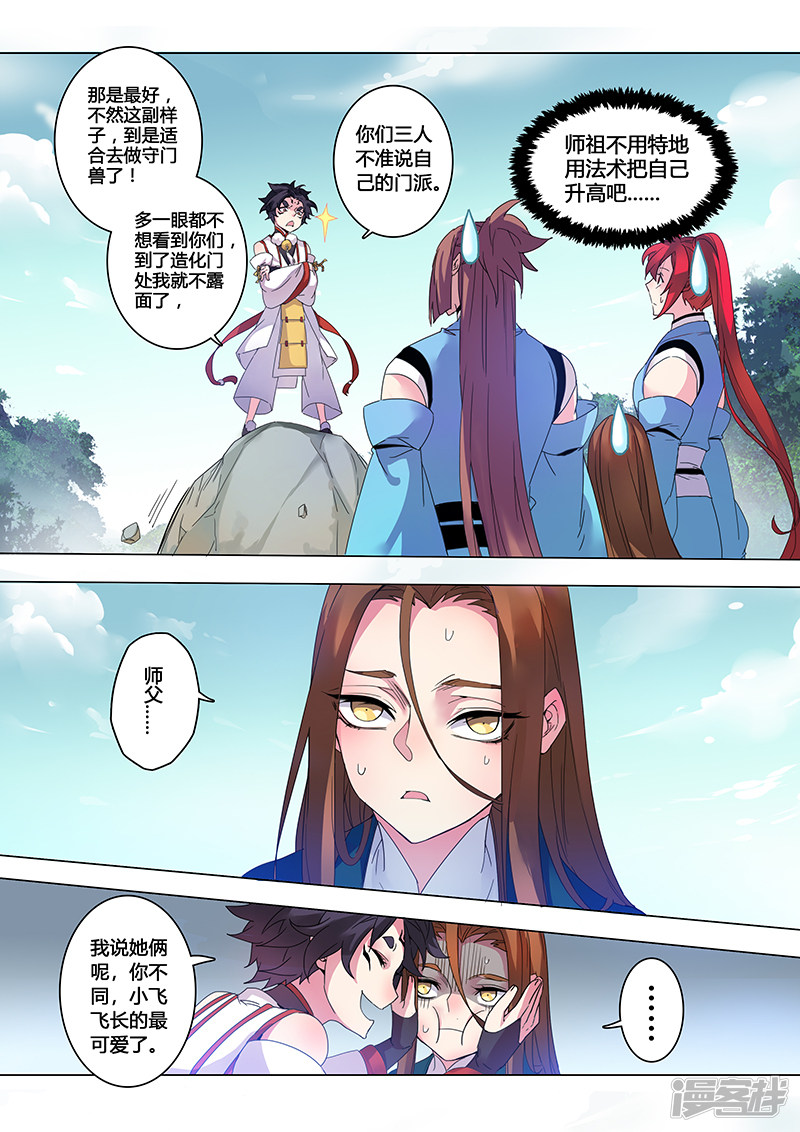 那是最好，
不然这副样
子，到是适
合去做守门
兽了！
多一眼都不
想看到你们，
到了造化门
处我就不露
面了，
你们三人
不准说自
己的门派。
师祖不用特地
用法术把自己
升高吧……
师父……
我说她俩
呢，你不
同，小飞
飞长的最
可爱了。
……
漫客栈